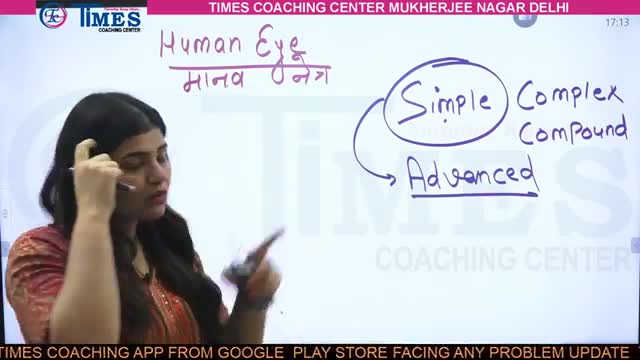 TIMES COACHING CENTER MUKHERJEE NAGAR DELHI
17:13
TIMES
COACHING CENTER
Human Eye
मानव नेत्र
Simple Complex
Compound
Advanced
TIMES
COACHING CENTER
TIMES COACHING APP FROM GOOGLE PLAY STORE FACING ANY PROBLEM UPDATE